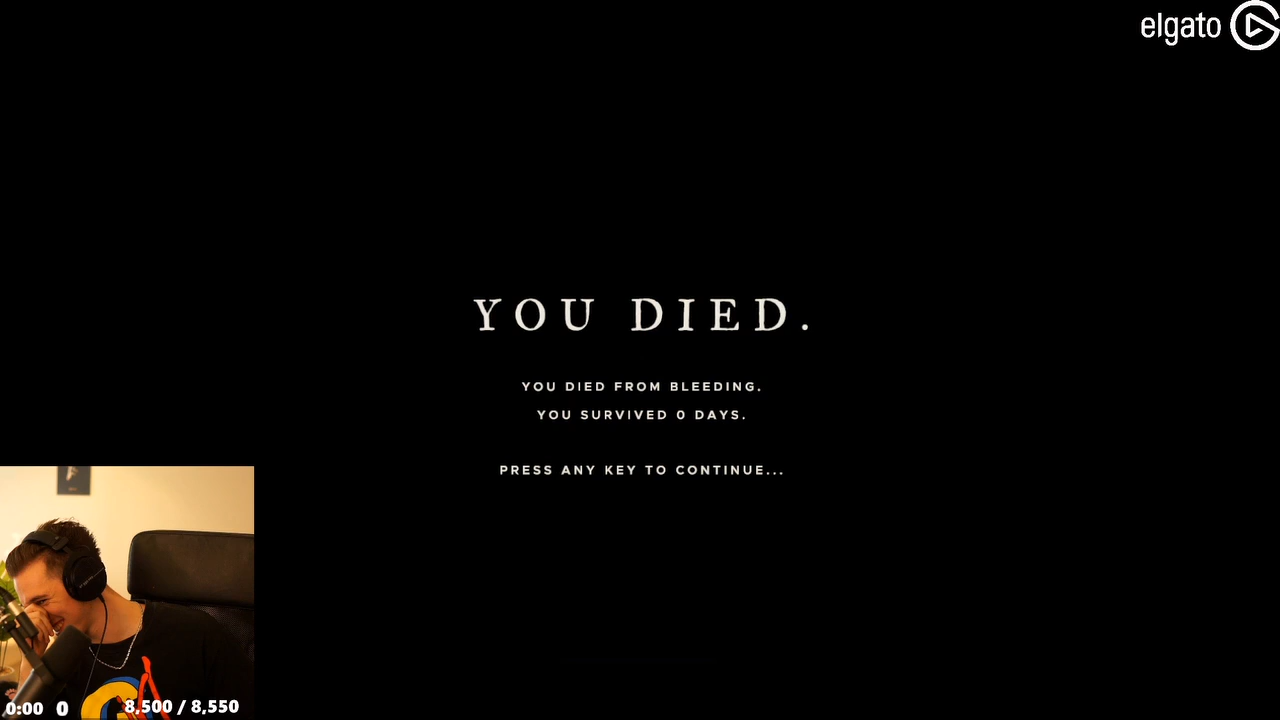 elgato
YOU DIED.
YOU DIED FROM BLEEDING.
YOU SURVIVED 0 DAYS.
PRESS ANY KEY TO CONTINUE...
0:00 0 8,500 / 8,550